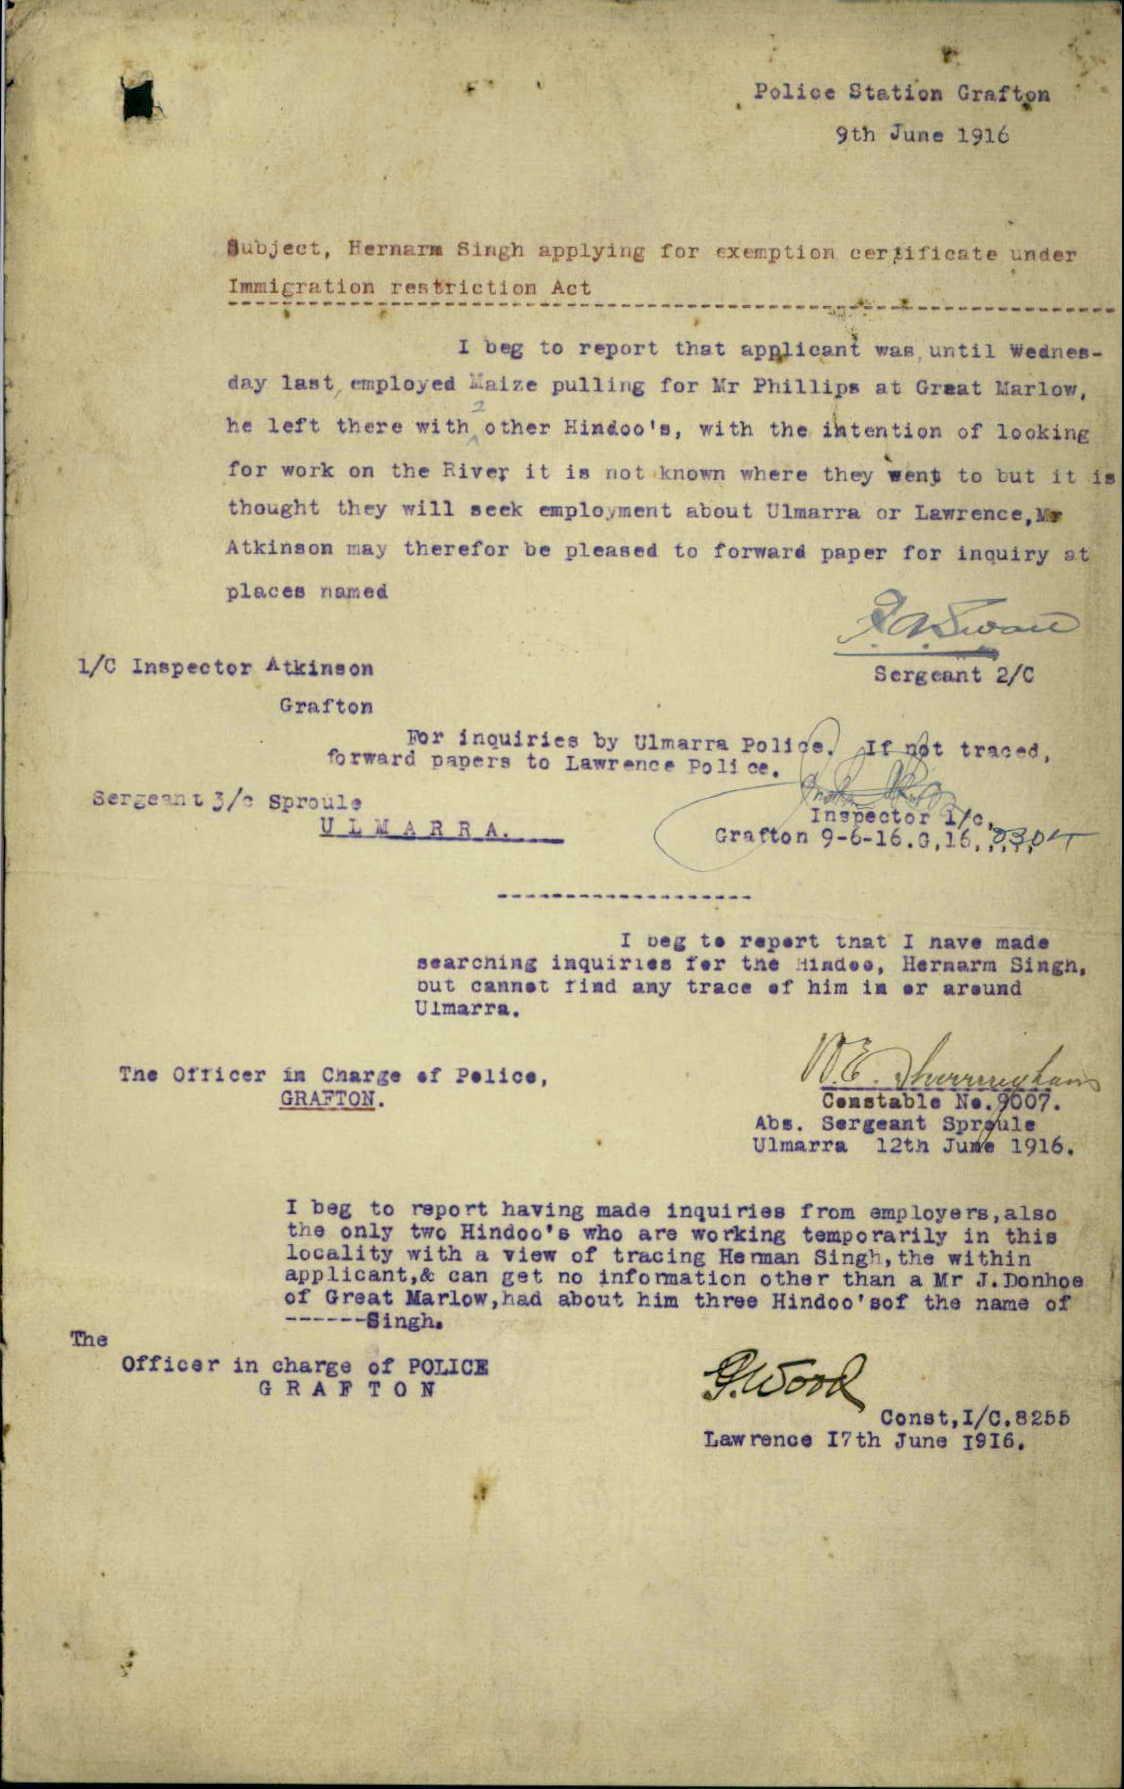 Police Station Grafton
9th June 1916
Subject, Hernarm Singh applying for exemption certificate under
Immigration restriction Act
I beg to report that applicant was, until Wednes-
day last, employed Maize pulling for Mr Phillips at Great Marlow,
he left there with 2 other Hindoo's, with the intention of looking
for work on the River it is not known where they went to but it is
thought they will seek employment about Ulmarra or Lawrence, Mr
Atkinson may therefor be pleased to forward paper for inquiry at
places named
Swan
Sergeant 2/C
1/C Inspector Atkinson
Grafton
For inquiries by Ulmarra Police. If not traced,
forward papers to Lawrence Police.
Sergeant 3/c Sproule
ULMARRA.
Inspector 1/c.
Grafton 9-6-16.G,16,
-------------------
I beg to report that I have made
searching inquiries for the Hindoo, Hernarm Singh,
but cannot find any trace of him in or around
Ulmarra.
W.E.
The Officer in Charge of Police,
GRAFTON.
Constable No.9007.
Abs. Sergeant Sproule
Ulmarra 12th June 1916.
I beg to report having made inquiries from employers,also
the only two Hindoo's who are working temporarily in this
locality with a view of tracing Herman Singh,the within
applicant,& can get no information other than a Mr J.Donhoe
of Great Marlow,had about him three Hindoo'sof the name of
------Singh.
The
Officer in charge of POLICE
GRAFTON
G.Wood
Const,I/C.8255
Lawrence I7th June I9I6.